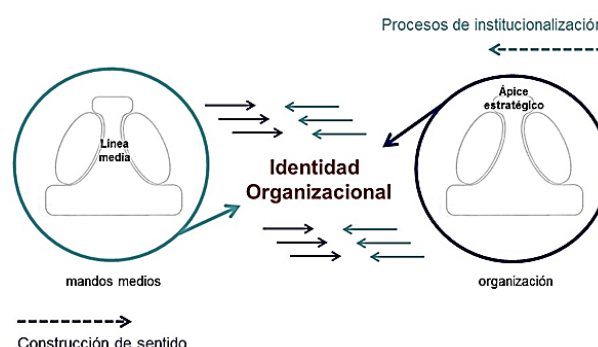 Procesos de institucionalización
Ápice
estratégico
Línea
media
Identidad
Organizacional
mandos medios
organización
Construcción de sentido